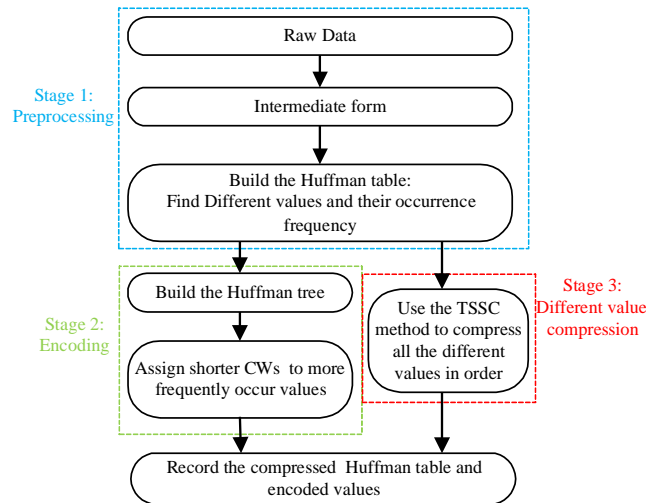 Raw Data
Stage 1:
Preprocessing
Intermediate form
Build the Huffman table:
Find Different values and their occurrence
frequency
Build the Huffman tree
Stage 2:
Encoding
Assign shorter CWs to more
frequently occur values
Use the TSSC
method to compress
all the different
values in order
Stage 3:
Different value
compression
Record the compressed Huffman table and
encoded values